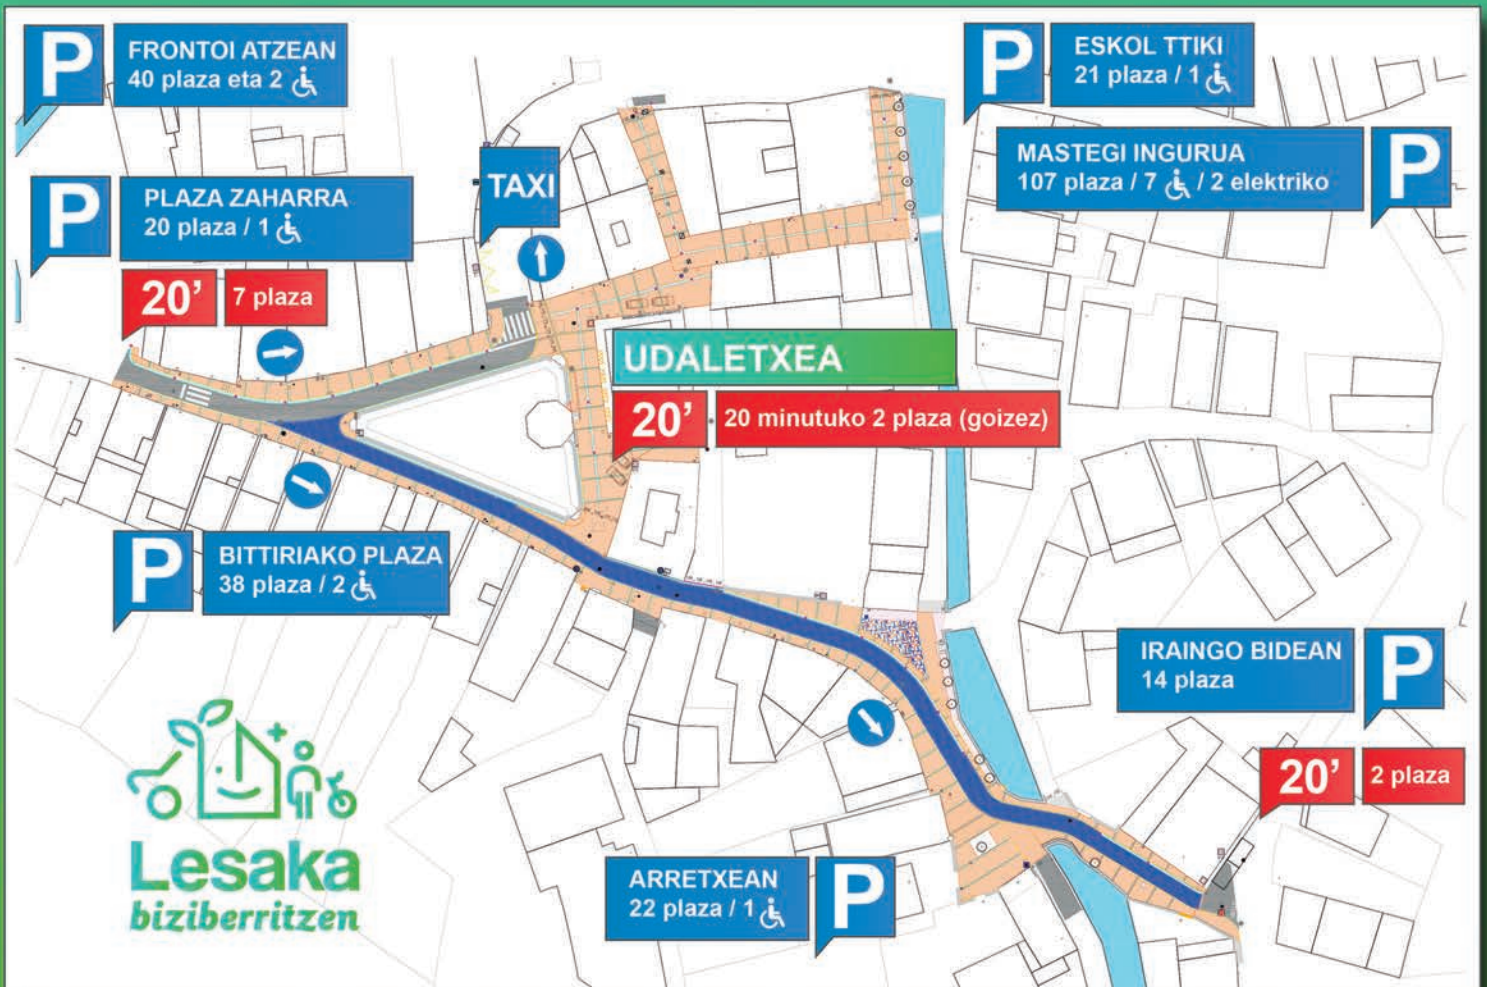 P
FRONTOI ATZEAN
40 plaza eta 2
P
ESKOL TTIKI
21 plaza / 1
MASTEGI INGURUA
107 plaza / 7 / 2 elektriko
P
P
PLAZA ZAHARRA
20 plaza / 1
TAXI
20’
7 plaza
UDALETXEA
20’
20 minutuko 2 plaza (goizez)
P
BITTIRIAKO PLAZA
38 plaza / 2
IRAINGO BIDEAN
14 plaza
P
20’
2 plaza
Lesaka
biziberritzen
ARRETXEAN
22 plaza / 1
P